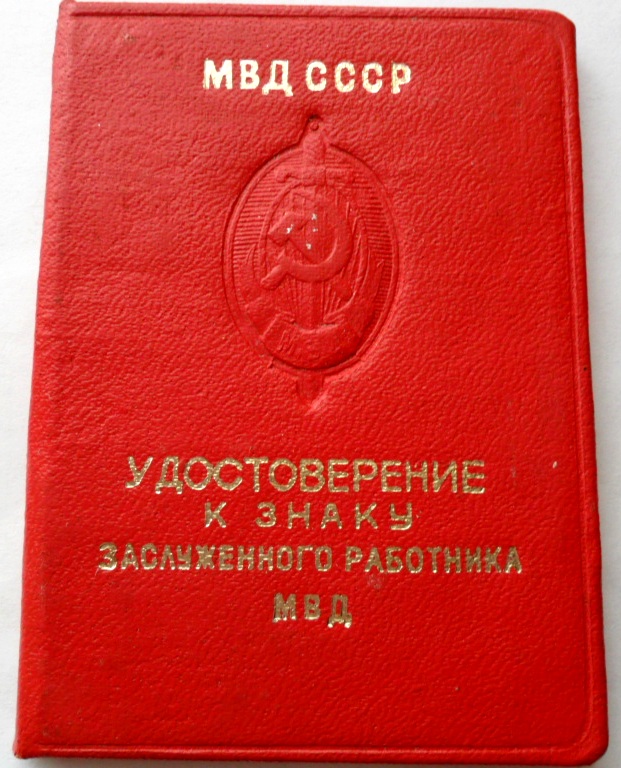 МВД СССР
УДОСТОВЕРЕНИЕ
К ЗНАКУ
ЗАСЛУЖЕННОГО РАБОТНИКА
МВД